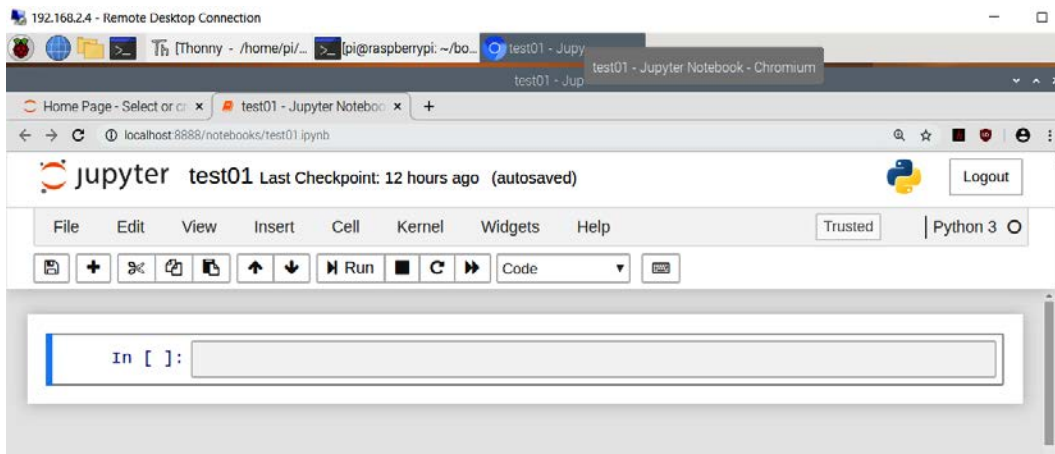 192.168.2.4 - Remote Desktop Connection
Th [Thonny - /home/pi/... [pi@raspberrypi: ~/bo... test01 - Jupy
test01 - Jupyter Notebook - Chromium
test01 - Jup
Home Page - Select or cr × test01 - Jupyter Noteboo × +
localhost:8888/notebooks/test01.ipynb
jupyter test01 Last Checkpoint: 12 hours ago (autosaved)
Logout
File Edit View Insert Cell Kernel Widgets Help Trusted Python 3
Run Code
In [ ]: